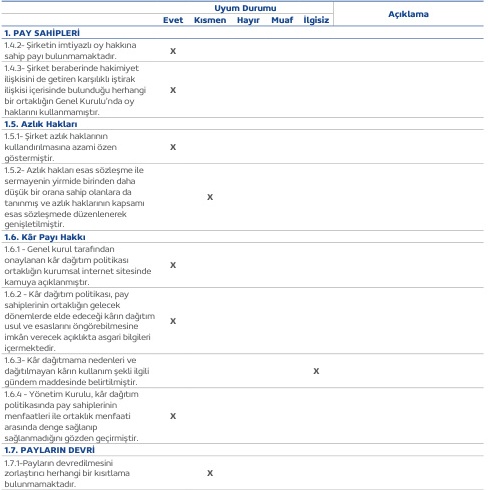 Uyum Durumu
Açıklama
Evet Kısmen Hayır Muaf İlgisiz
1. PAY SAHİPLERİ
1.4.2- Şirketin imtiyazlı oy hakkına
sahip payı bulunmamaktadır.
X
1.4.3- Şirket beraberinde hakimiyet
ilişkisini de getiren karşılıklı iştirak
ilişkisi içerisinde bulunduğu herhangi
bir ortaklığın Genel Kurulu'nda oy
haklarını kullanmamıştır.
X
1.5. Azlık Hakları
1.5.1- Şirket azlık haklarının
kullandırılmasına azami özen
göstermiştir.
X
1.5.2- Azlık hakları esas sözleşme ile
sermayenin yirmide birinden daha
düşük bir orana sahip olanlara da
tanınmış ve azlık haklarının kapsamı
esas sözleşmede düzenlenerek
genişletilmiştir.
X
1.6. Kâr Payı Hakkı
1.6.1 - Genel kurul tarafından
onaylanan kâr dağıtım politikası
ortaklığın kurumsal internet sitesinde
kamuya açıklanmıştır.
X
1.6.2 - Kâr dağıtım politikası, pay
sahiplerinin ortaklığın gelecek
dönemlerde elde edeceği kârın dağıtım
usul ve esaslarını öngörebilmesine
imkân verecek açıklıkta asgari bilgileri
içermektedir.
X
1.6.3- Kâr dağıtmama nedenleri ve
dağıtılmayan kârın kullanım şekli ilgili
gündem maddesinde belirtilmiştir.
X
1.6.4 - Yönetim Kurulu, kâr dağıtım
politikasında pay sahiplerinin
menfaatleri ile ortaklık menfaati
arasında denge sağlanıp
sağlanmadığını gözden geçirmiştir.
X
1.7. PAYLARIN DEVRİ
1.7.1-Payların devredilmesini
zorlaştırıcı herhangi bir kısıtlama
bulunmamaktadır.
X